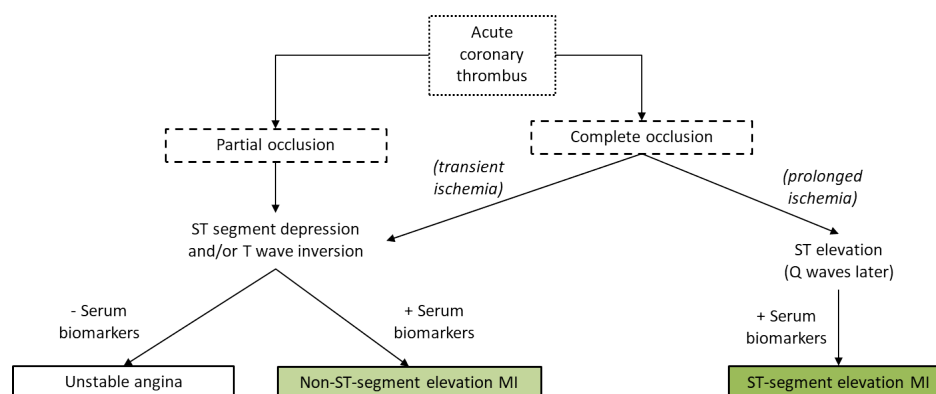 Acute
coronary
thrombus
Partial occlusion
Complete occlusion
(transient
ischemia)
(prolonged
ischemia)
ST segment depression
and/or T wave inversion
ST elevation
(Q waves later)
- Serum
biomarkers
+ Serum
biomarkers
+ Serum
biomarkers
Unstable angina
Non-ST-segment elevation MI
ST-segment elevation MI